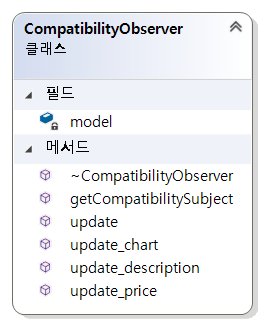 CompatibilityObserver
클래스
필드
model
메서드
~CompatibilityObserver
getCompatibilitySubject
update
update_chart
update_description
update_price